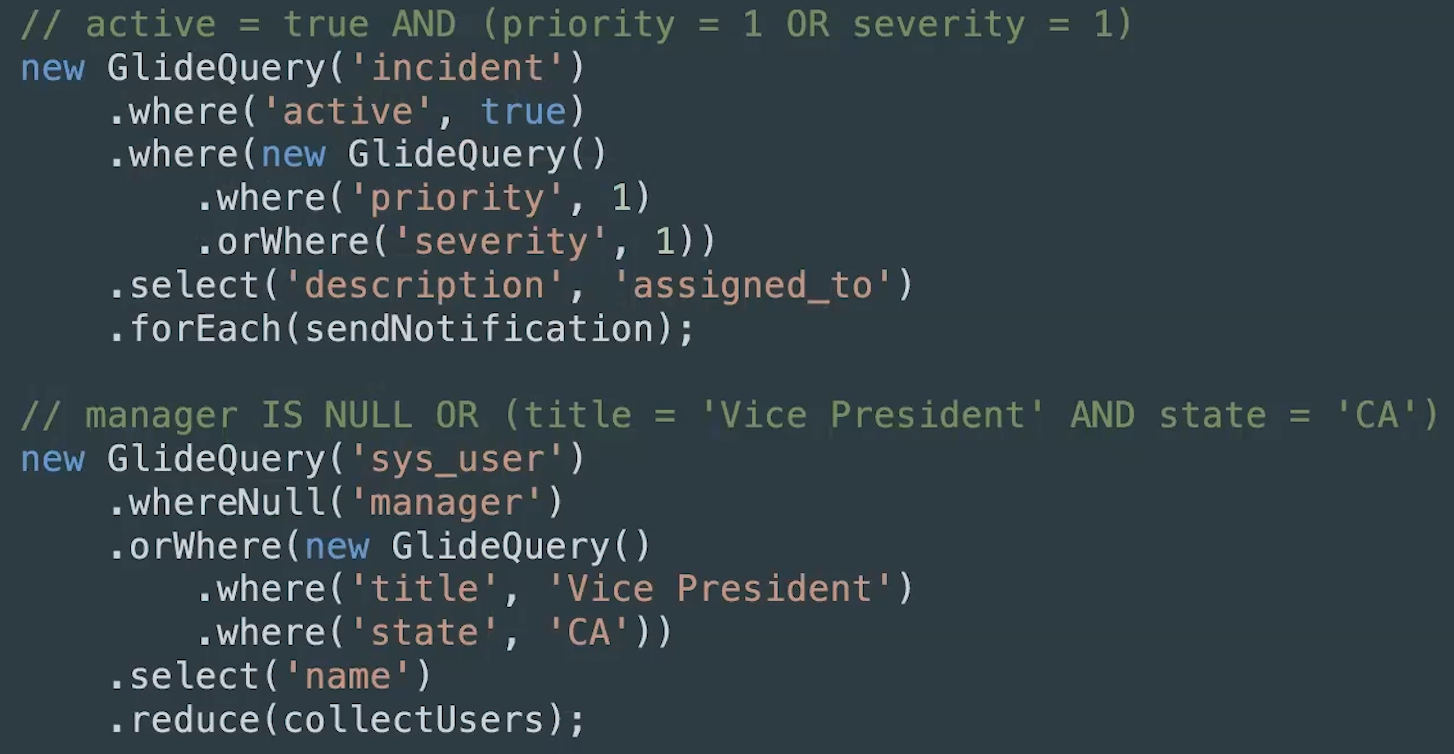 // active = true AND (priority = 1 OR severity = 1)
new GlideQuery('incident')
    .where('active', true)
    .where(new GlideQuery()
        .where('priority', 1)
        .orWhere('severity', 1))
    .select('description', 'assigned_to')
    .forEach(sendNotification);

// manager IS NULL OR (title = 'Vice President' AND state = 'CA')
new GlideQuery('sys_user')
    .whereNull('manager')
    .orWhere(new GlideQuery()
        .where('title', 'Vice President')
        .where('state', 'CA'))
    .select('name')
    .reduce(collectUsers);